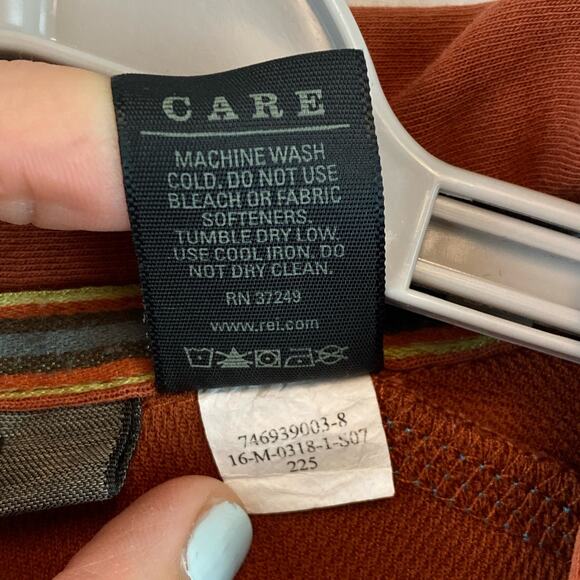 CARE
MACHINE WASH
COLD. DO NOT USE
BLEACH OR FABRIC
SOFTENERS.
TUMBLE DRY LOW.
USE COOL IRON. DO
NOT DRY CLEAN.
RN 37249
www.rei.com
746939003-8
16-M-0318-1-S07
225